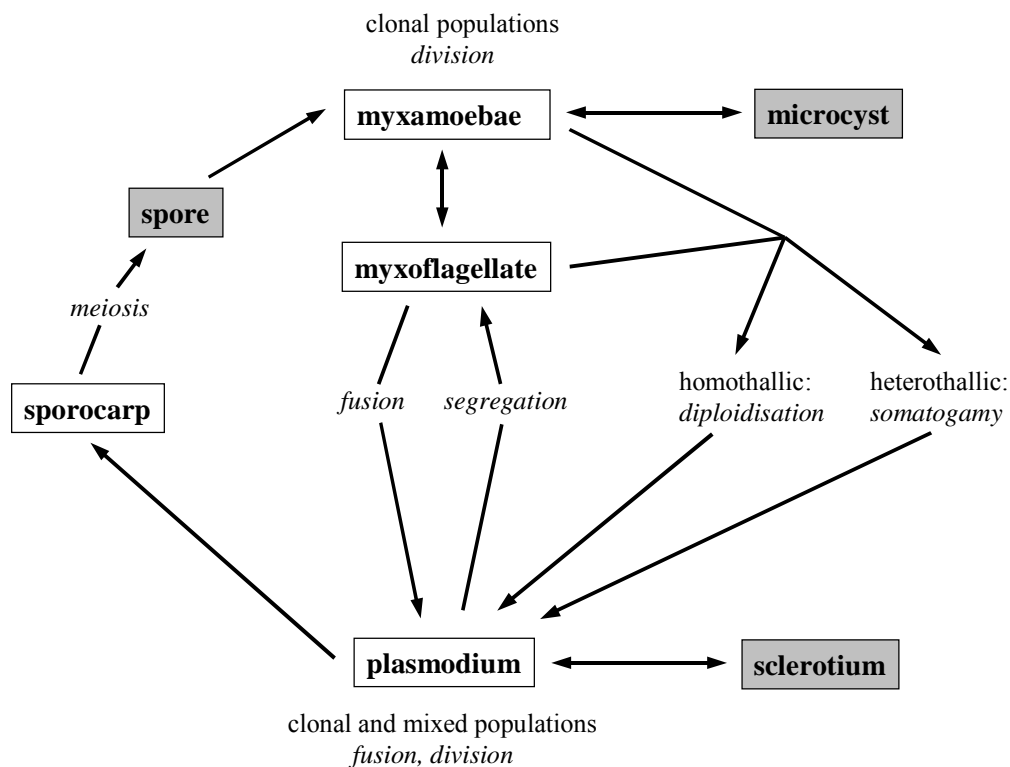 clonal populations
division
myxamoebae
microcyst
spore
myxoflagellate
meiosis
homothallic:
diploidisation
heterothallic:
somatogamy
sporocarp
fusion
segregation
plasmodium
sclerotium
clonal and mixed populations
fusion, division